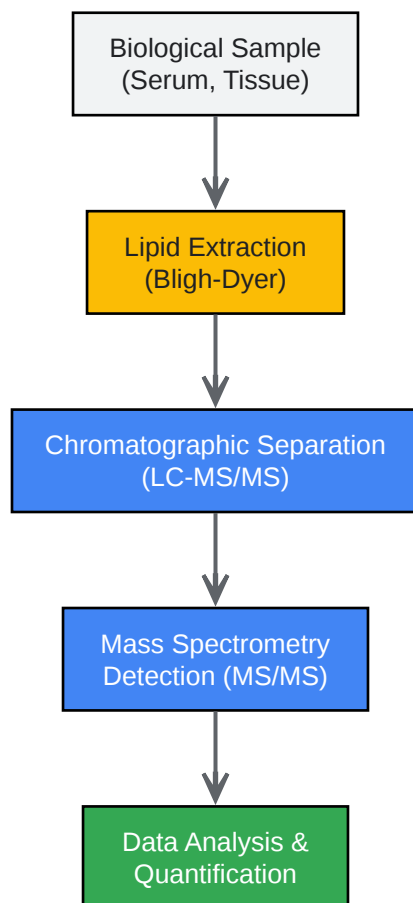 Biological Sample
(Serum, Tissue)
Lipid Extraction
(Bligh-Dyer)
Chromatographic Separation
(LC-MS/MS)
Mass Spectrometry
Detection (MS/MS)
Data Analysis &
Quantification